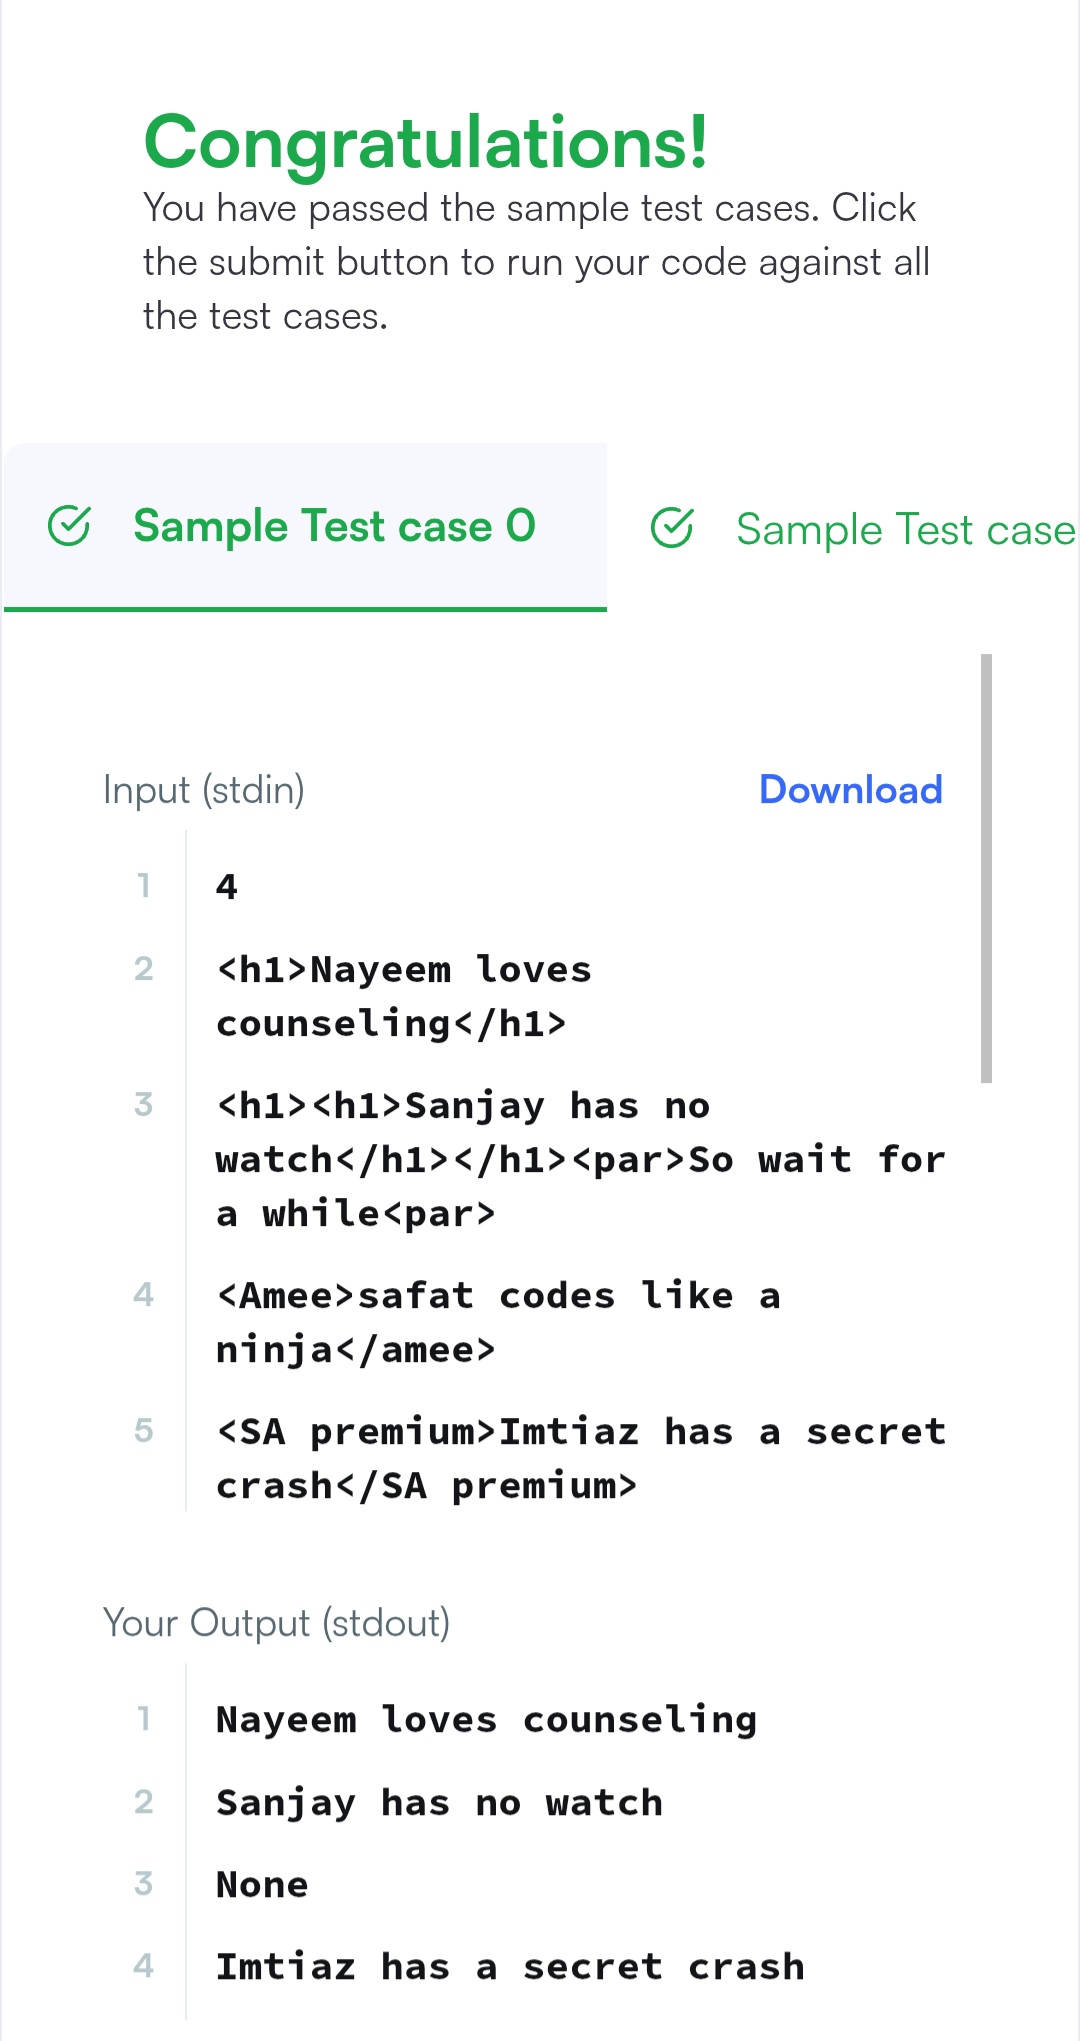 Congratulations!
You have passed the sample test cases. Click
the submit button to run your code against all
the test cases.
Sample Test case 0
Sample Test case
Input (stdin)
Download
1
4
2
<h1>Nayeem loves
counseling</h1>
3
<h1><h1>Sanjay has no
watch</h1></h1><par>So wait for
a while<par>
4
<Amee>safat codes like a
ninja</amee>
5
<SA premium>Imtiaz has a secret
crash</SA premium>
Your Output (stdout)
1
Nayeem loves counseling
2
Sanjay has no watch
3
None
4
Imtiaz has a secret crash